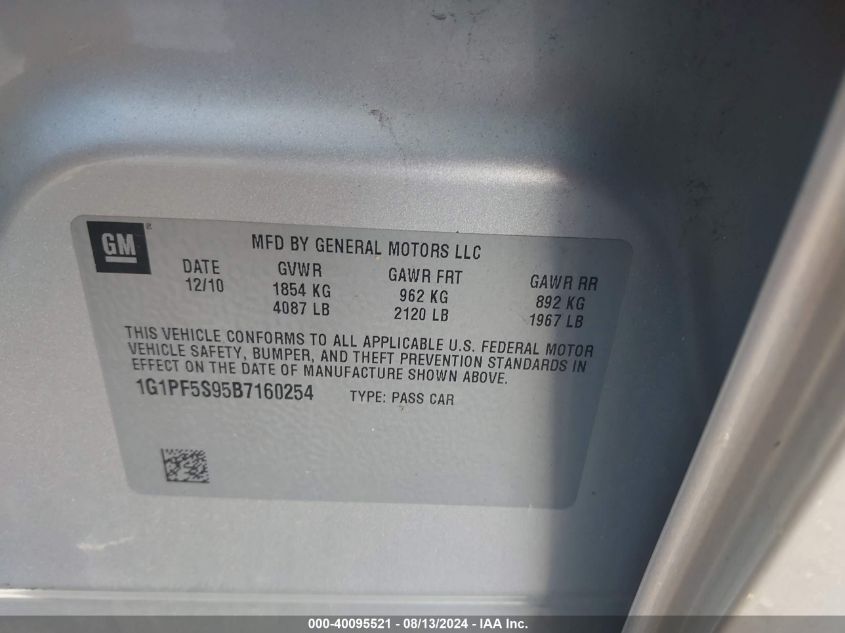 GM
MFD BY GENERAL MOTORS LLC
DATE GVWR GAWR FRT GAWR RR
12/10 1854 KG 962 KG 892 KG
4087 LB 2120 LB 1967 LB
THIS VEHICLE CONFORMS TO ALL APPLICABLE U.S. FEDERAL MOTOR
VEHICLE SAFETY, BUMPER, AND THEFT PREVENTION STANDARDS IN
EFFECT ON THE DATE OF MANUFACTURE SHOWN ABOVE.
1G1PF5S95B7160254 TYPE: PASS CAR
000-40095521 - 08/13/2024 - IAA Inc.